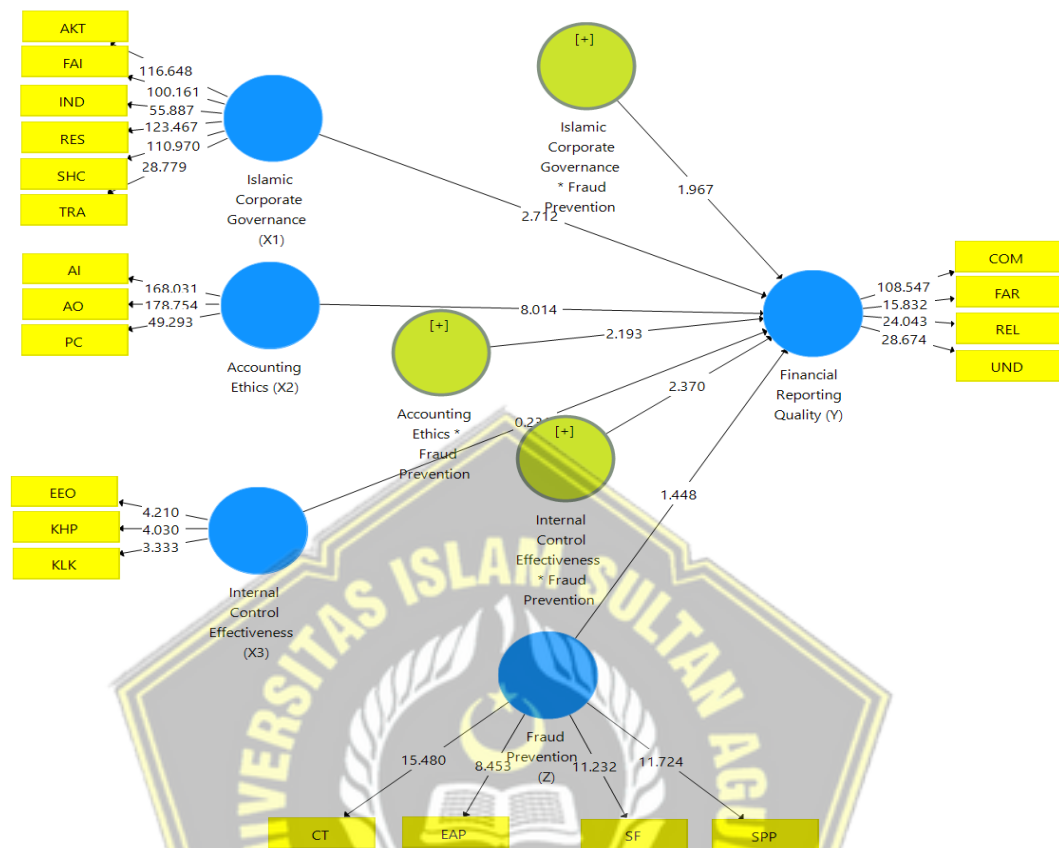 AKT
FAI
IND
RES
SHC
TRA
116.648
100.161
55.887
123.467
110.970
28.779
Islamic
Corporate
Governance
(X1)
[+]
Islamic
Corporate
Governance
* Fraud
Prevention
1.967
2.712
AI
AO
PC
168.031
178.754
49.293
Accounting
Ethics (X2)
8.014
[+]
Accounting
Ethics *
Fraud
Prevention
2.193
Financial
Reporting
Quality (Y)
108.547
15.832
24.043
28.674
COM
FAR
REL
UND
2.370
[+]
Internal
Control
Effectiveness
* Fraud
Prevention
EEO
KHP
KLK
4.210
4.030
3.333
Internal
Control
Effectiveness
(X3)
1.448
Fraud
Prevention
(Z)
15.480
8.453
11.232
11.724
CT
EAP
SF
SPP
UNIVERSITAS ISLAM SULTAN